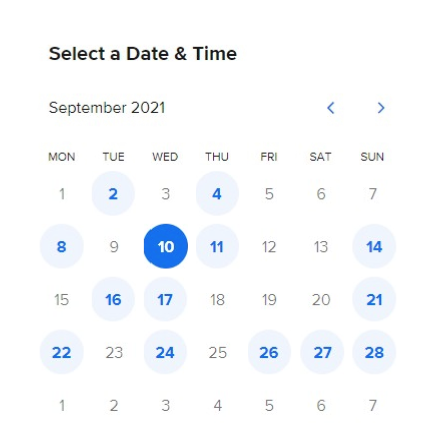 Select a Date & Time
September 2021
MON TUE WED THU FRI SAT SUN
1 2 3 4 5 6 7
8 9 10 11 12 13 14
15 16 17 18 19 20 21
22 23 24 25 26 27 28
1 2 3 4 5 6 7